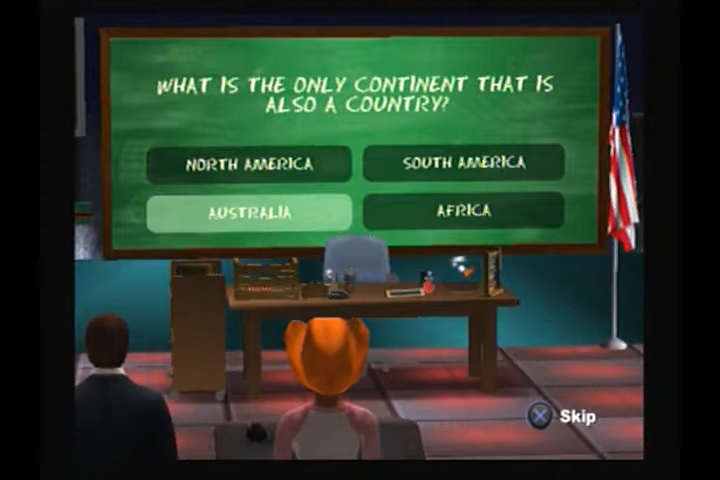 WHAT IS THE ONLY CONTINENT THAT IS
ALSO A COUNTRY?
NORTH AMERICA
SOUTH AMERICA
AUSTRALIA
AFRICA
Skip